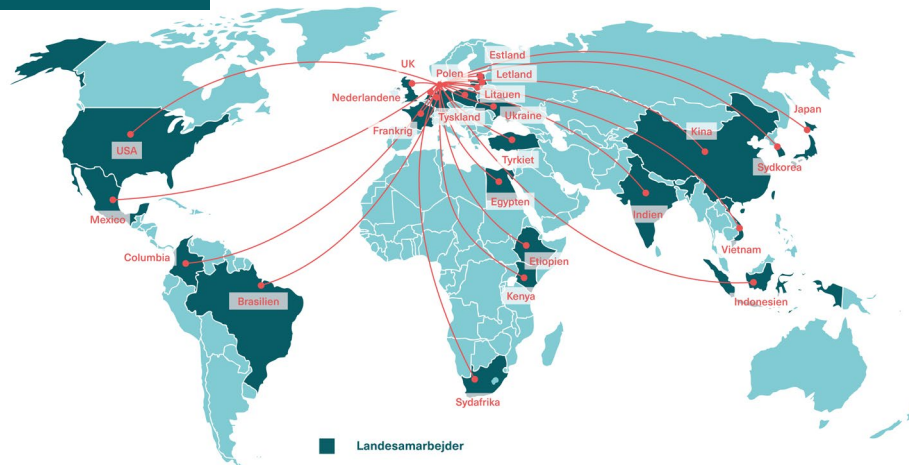 Estland
UK
Polen
Letland
Nederlandene
Litauen
Japan
Tyskland
Ukraine
Frankrig
Kina
USA
Tyrkiet
Sydkorea
Egypten
Mexico
Indien
Vietnam
Columbia
Etiopien
Brasilien
Kenya
Indonesien
Sydafrika
Landesamarbejder